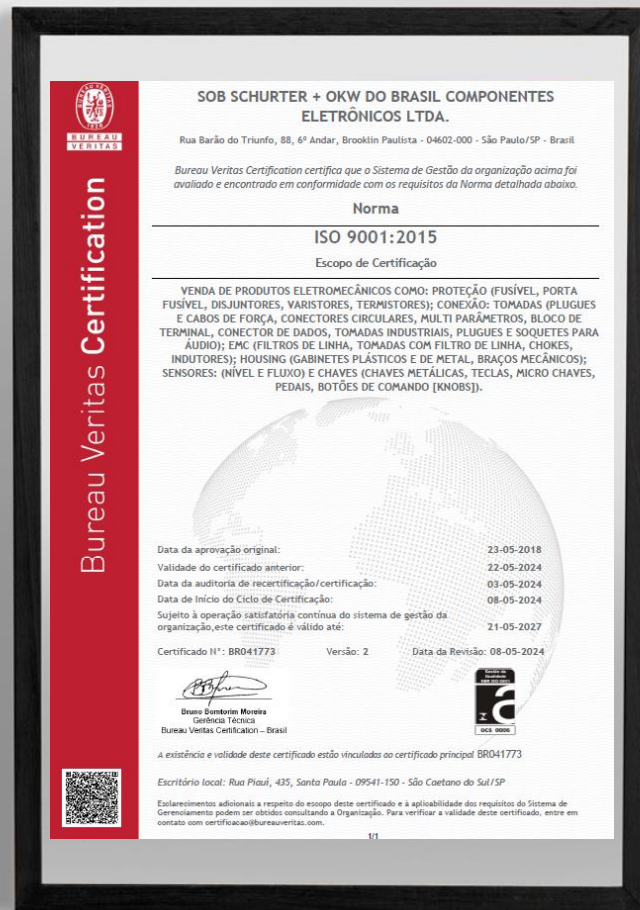 BUREAU
VERITAS
1828
Bureau Veritas Certification
SOB SCHURTER + OKW DO BRASIL COMPONENTES
ELETRÔNICOS LTDA.
Rua Barão do Triunfo, 88, 6º Andar, Brooklin Paulista - 04602-000 - São Paulo/SP - Brasil
Bureau Veritas Certification certifica que o Sistema de Gestão da organização acima foi
avaliado e encontrado em conformidade com os requisitos da Norma detalhada abaixo.
Norma
ISO 9001:2015
Escopo de Certificação
VENDA DE PRODUTOS ELETROMECÂNICOS COMO: PROTEÇÃO (FUSÍVEL, PORTA
FUSÍVEL, DISJUNTORES, VARISTORES, TERMISTORES); CONEXÃO: TOMADAS (PLUGUES
E CABOS DE FORÇA, CONECTORES CIRCULARES, MULTI PARÂMETROS, BLOCO DE
TERMINAL, CONECTOR DE DADOS, TOMADAS INDUSTRIAIS, PLUGUES E SOQUETES PARA
ÁUDIO); EMC (FILTROS DE LINHA, TOMADAS COM FILTRO DE LINHA, CHOKES,
INDUTORES); HOUSING (GABINETES PLÁSTICOS E DE METAL, BRAÇOS MECÂNICOS);
SENSORES: (NÍVEL E FLUXO) E CHAVES (CHAVES METÁLICAS, TECLAS, MICRO CHAVES,
PEDAIS, BOTÕES DE COMANDO [KNOBS]).
Data da aprovação original: 23-05-2018
Validade do certificado anterior: 22-05-2024
Data da auditoria de recertificação/certificação: 03-05-2024
Data de Início do Ciclo de Certificação: 08-05-2024
Sujeito à operação satisfatória contínua do sistema de gestão da
organização,este certificado é válido até: 21-05-2027
Certificado Nº: BR041773 Versão: 2 Data da Revisão: 08-05-2024
Bruno Bomtorim Moreira
Gerência Técnica
Bureau Veritas Certification – Brasil
Gestão da
Qualidade
NBR ISO 9001
OCS 0006
A existência e validade deste certificado estão vinculadas ao certificado principal BR041773
Escritório local: Rua Piauí, 435, Santa Paula - 09541-150 - São Caetano do Sul/SP
Esclarecimentos adicionais a respeito do escopo deste certificado e à aplicabilidade dos requisitos do Sistema de
Gerenciamento podem ser obtidos consultando a Organização. Para verificar a validade deste certificado, entre em
contato com certificacao@bureauveritas.com.
1/1